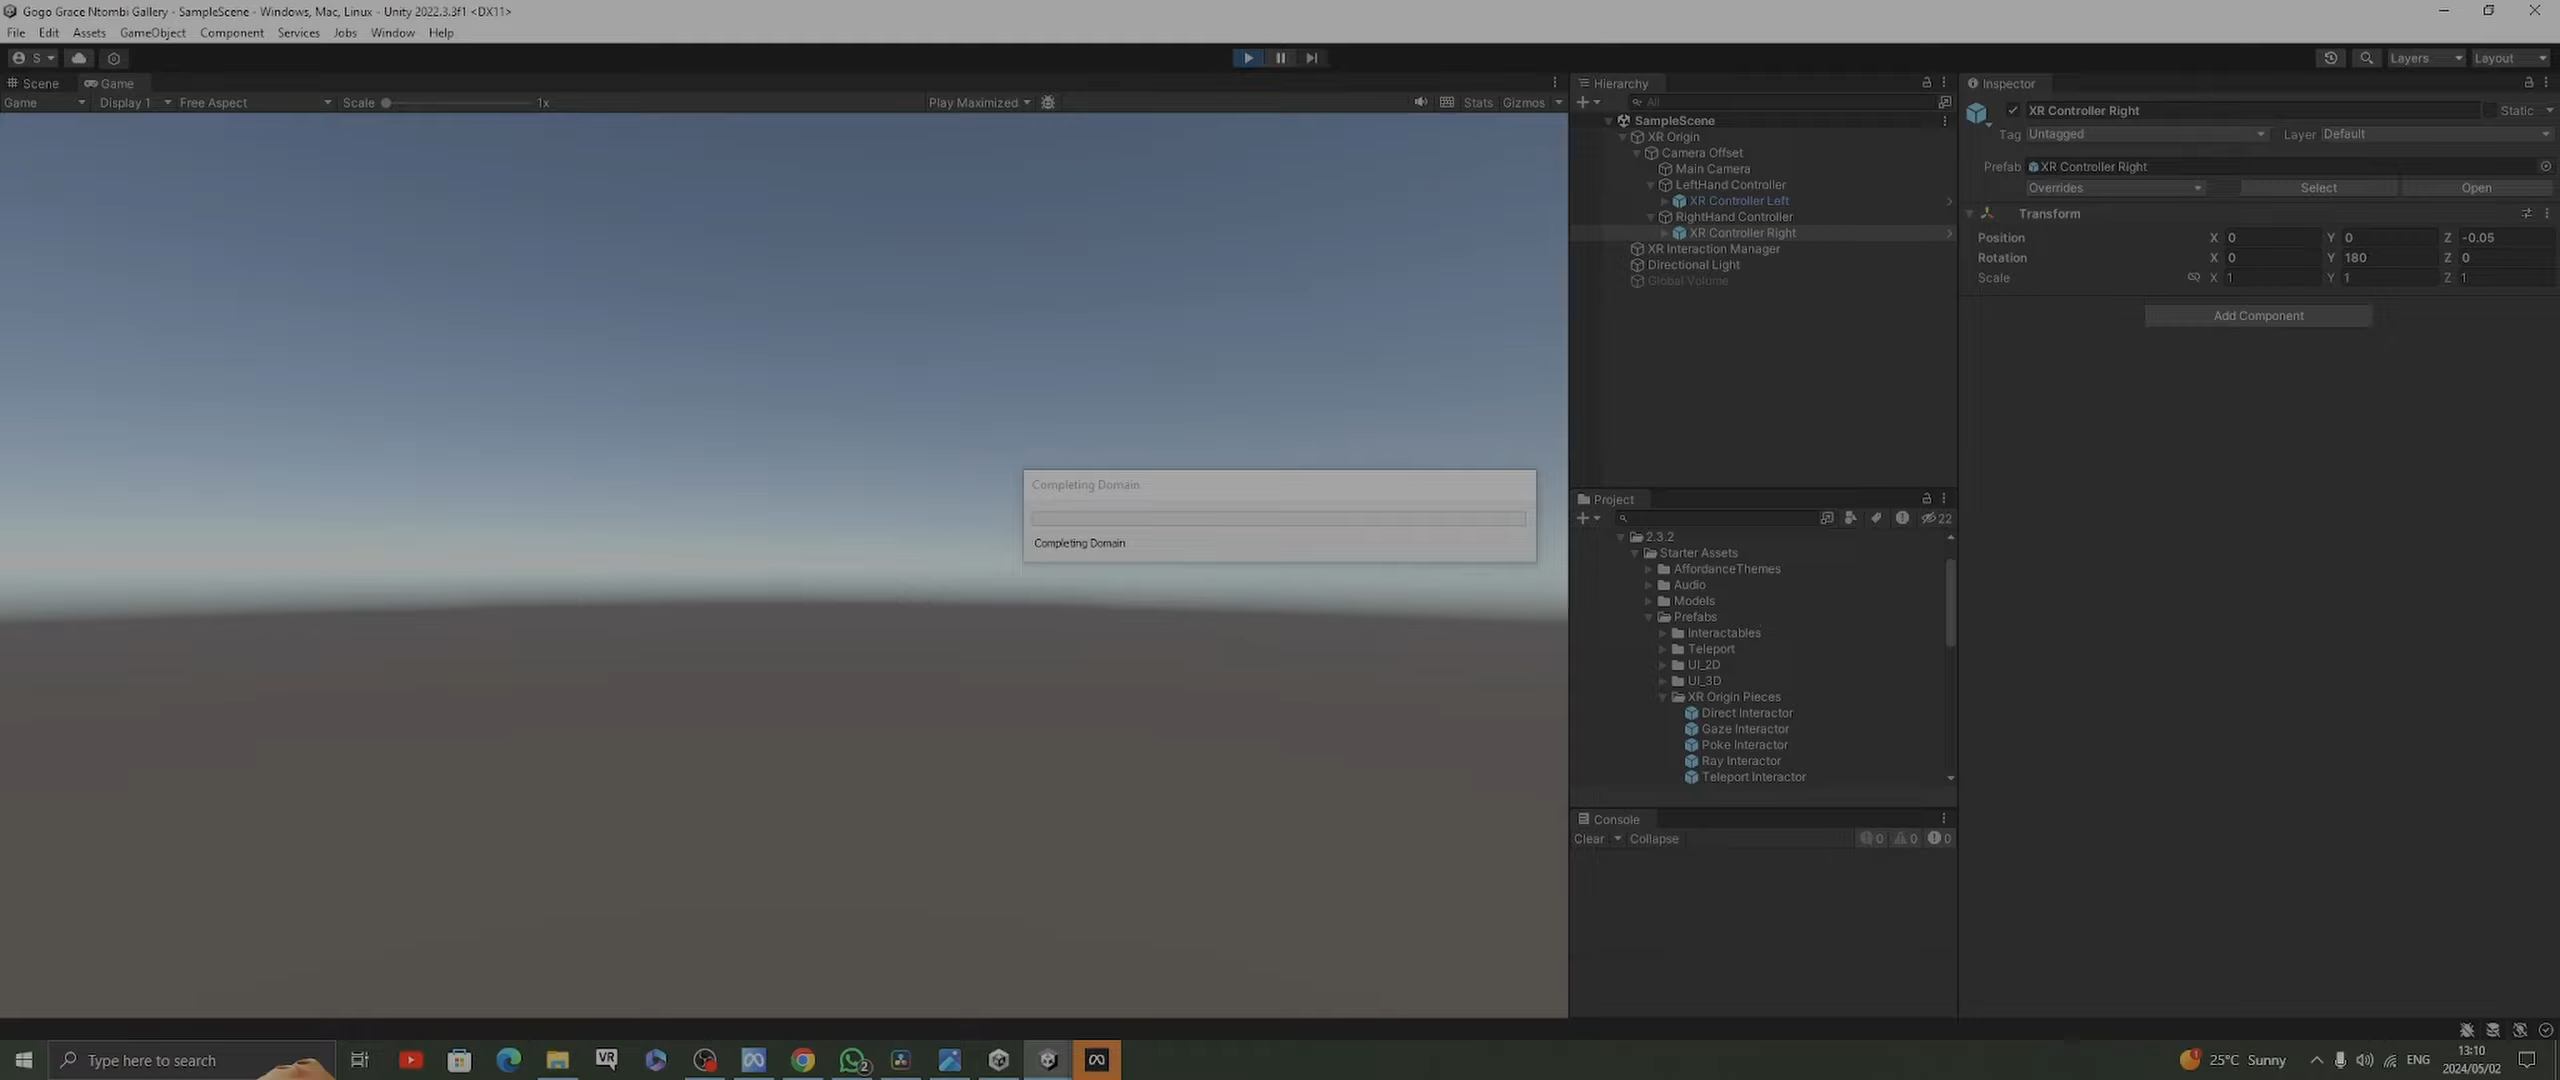 Gogo Grace Ntombi Gallery - SampleScene - Windows, Mac, Linux - Unity 2022.3.3f1 <DX11>
File Edit Assets GameObject Component Services Jobs Window Help
S
Layers
Layout
Scene
Game
Game
Display 1
Free Aspect
Scale
1x
Play Maximized
Stats
Gizmos
Completing Domain
Completing Domain
Hierarchy
All
SampleScene
XR Origin
Camera Offset
Main Camera
LeftHand Controller
XR Controller Left
RightHand Controller
XR Controller Right
XR Interaction Manager
Directional Light
Global Volume
Project
22
2.3.2
Starter Assets
AffordanceThemes
Audio
Models
Prefabs
Interactables
Teleport
UI_2D
UI_3D
XR Origin Pieces
Direct Interactor
Gaze Interactor
Poke Interactor
Ray Interactor
Teleport Interactor
Console
Clear Collapse 0 0 0
Inspector
XR Controller Right Static
Tag Untagged Layer Default
Prefab XR Controller Right
Overrides Select Open
Transform
Position X 0 Y 0 Z -0.05
Rotation X 0 Y 180 Z 0
Scale X 1 Y 1 Z 1
Add Component
Type here to search
VR
2
1
25°C Sunny
ENG
13:10
2024/05/02